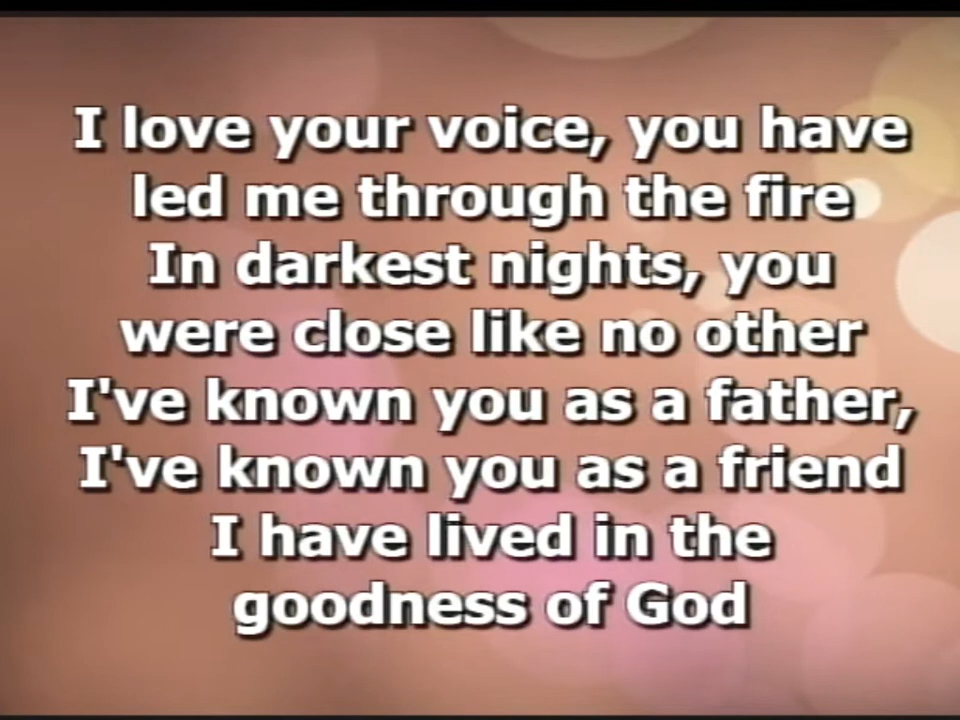 I love your voice, you have
led me through the fire
In darkest nights, you
were close like no other
I've known you as a father,
I've known you as a friend
I have lived in the
goodness of God